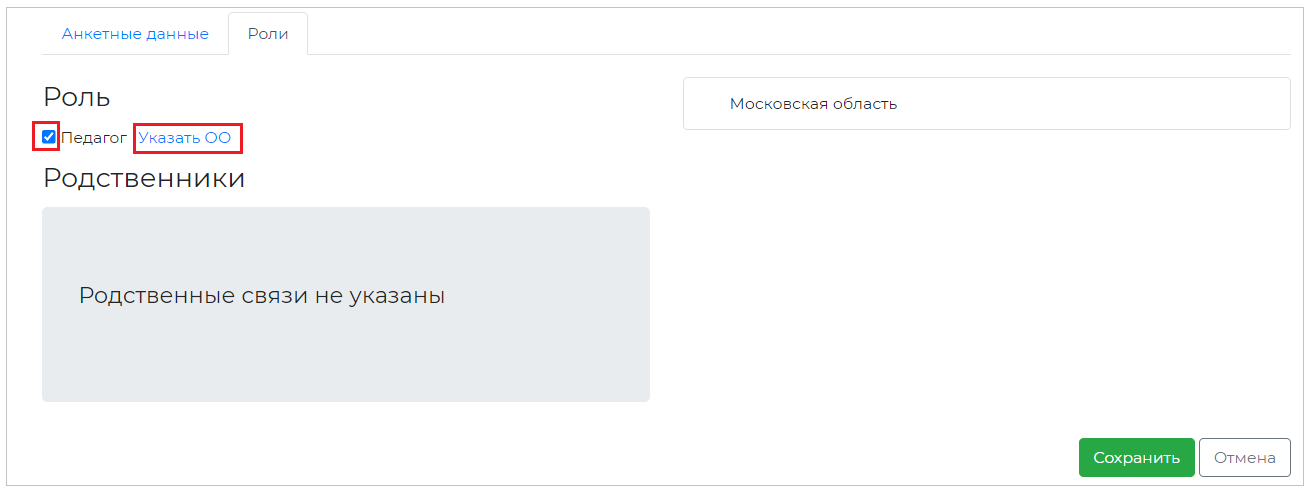 Анкетные данные
Роли
Роль
Педагог Указать ОО
Родственники
Родственные связи не указаны
Московская область
Сохранить
Отмена